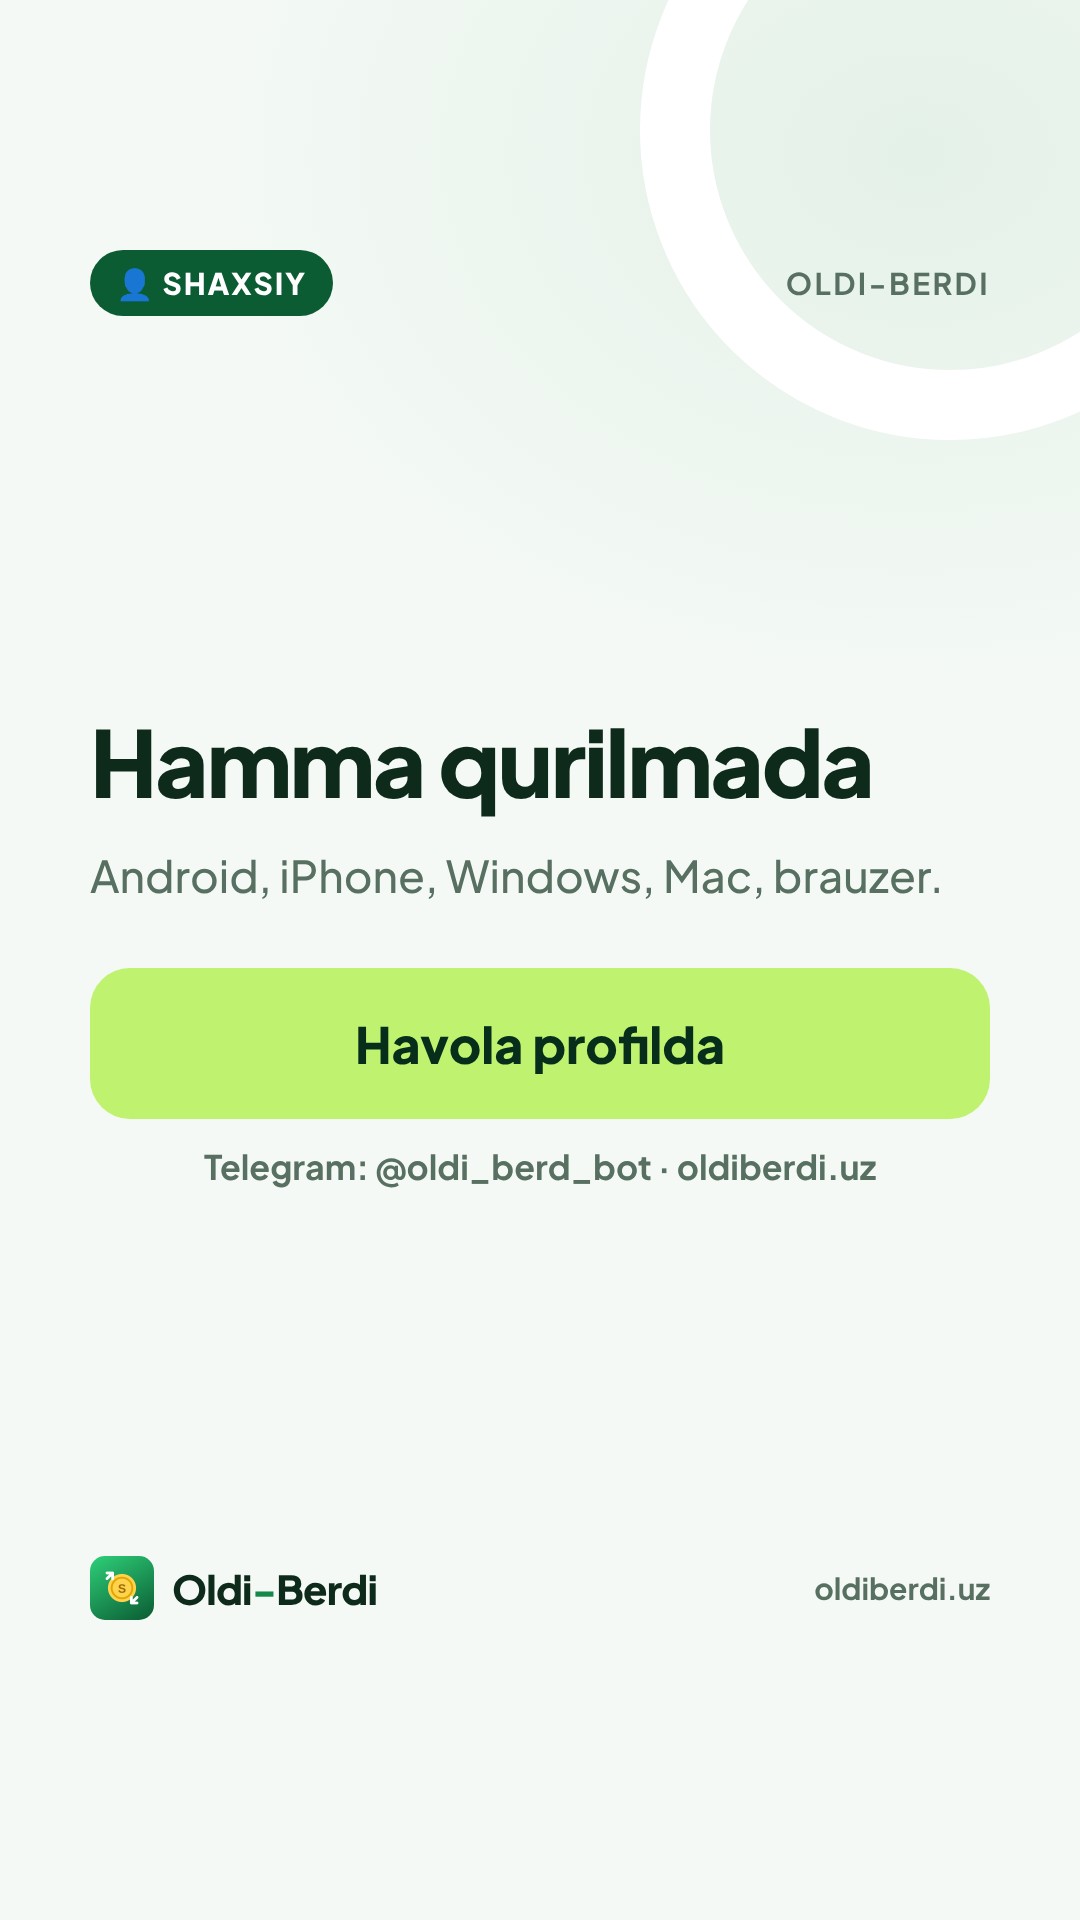 👤 SHAXSIY
OLDI-BERDI
Hamma qurilmada
Android, iPhone, Windows, Mac, brauzer.
Havola profilda
Telegram: @oldi_berd_bot · oldiberdi.uz
S
Oldi-Berdi
oldiberdi.uz